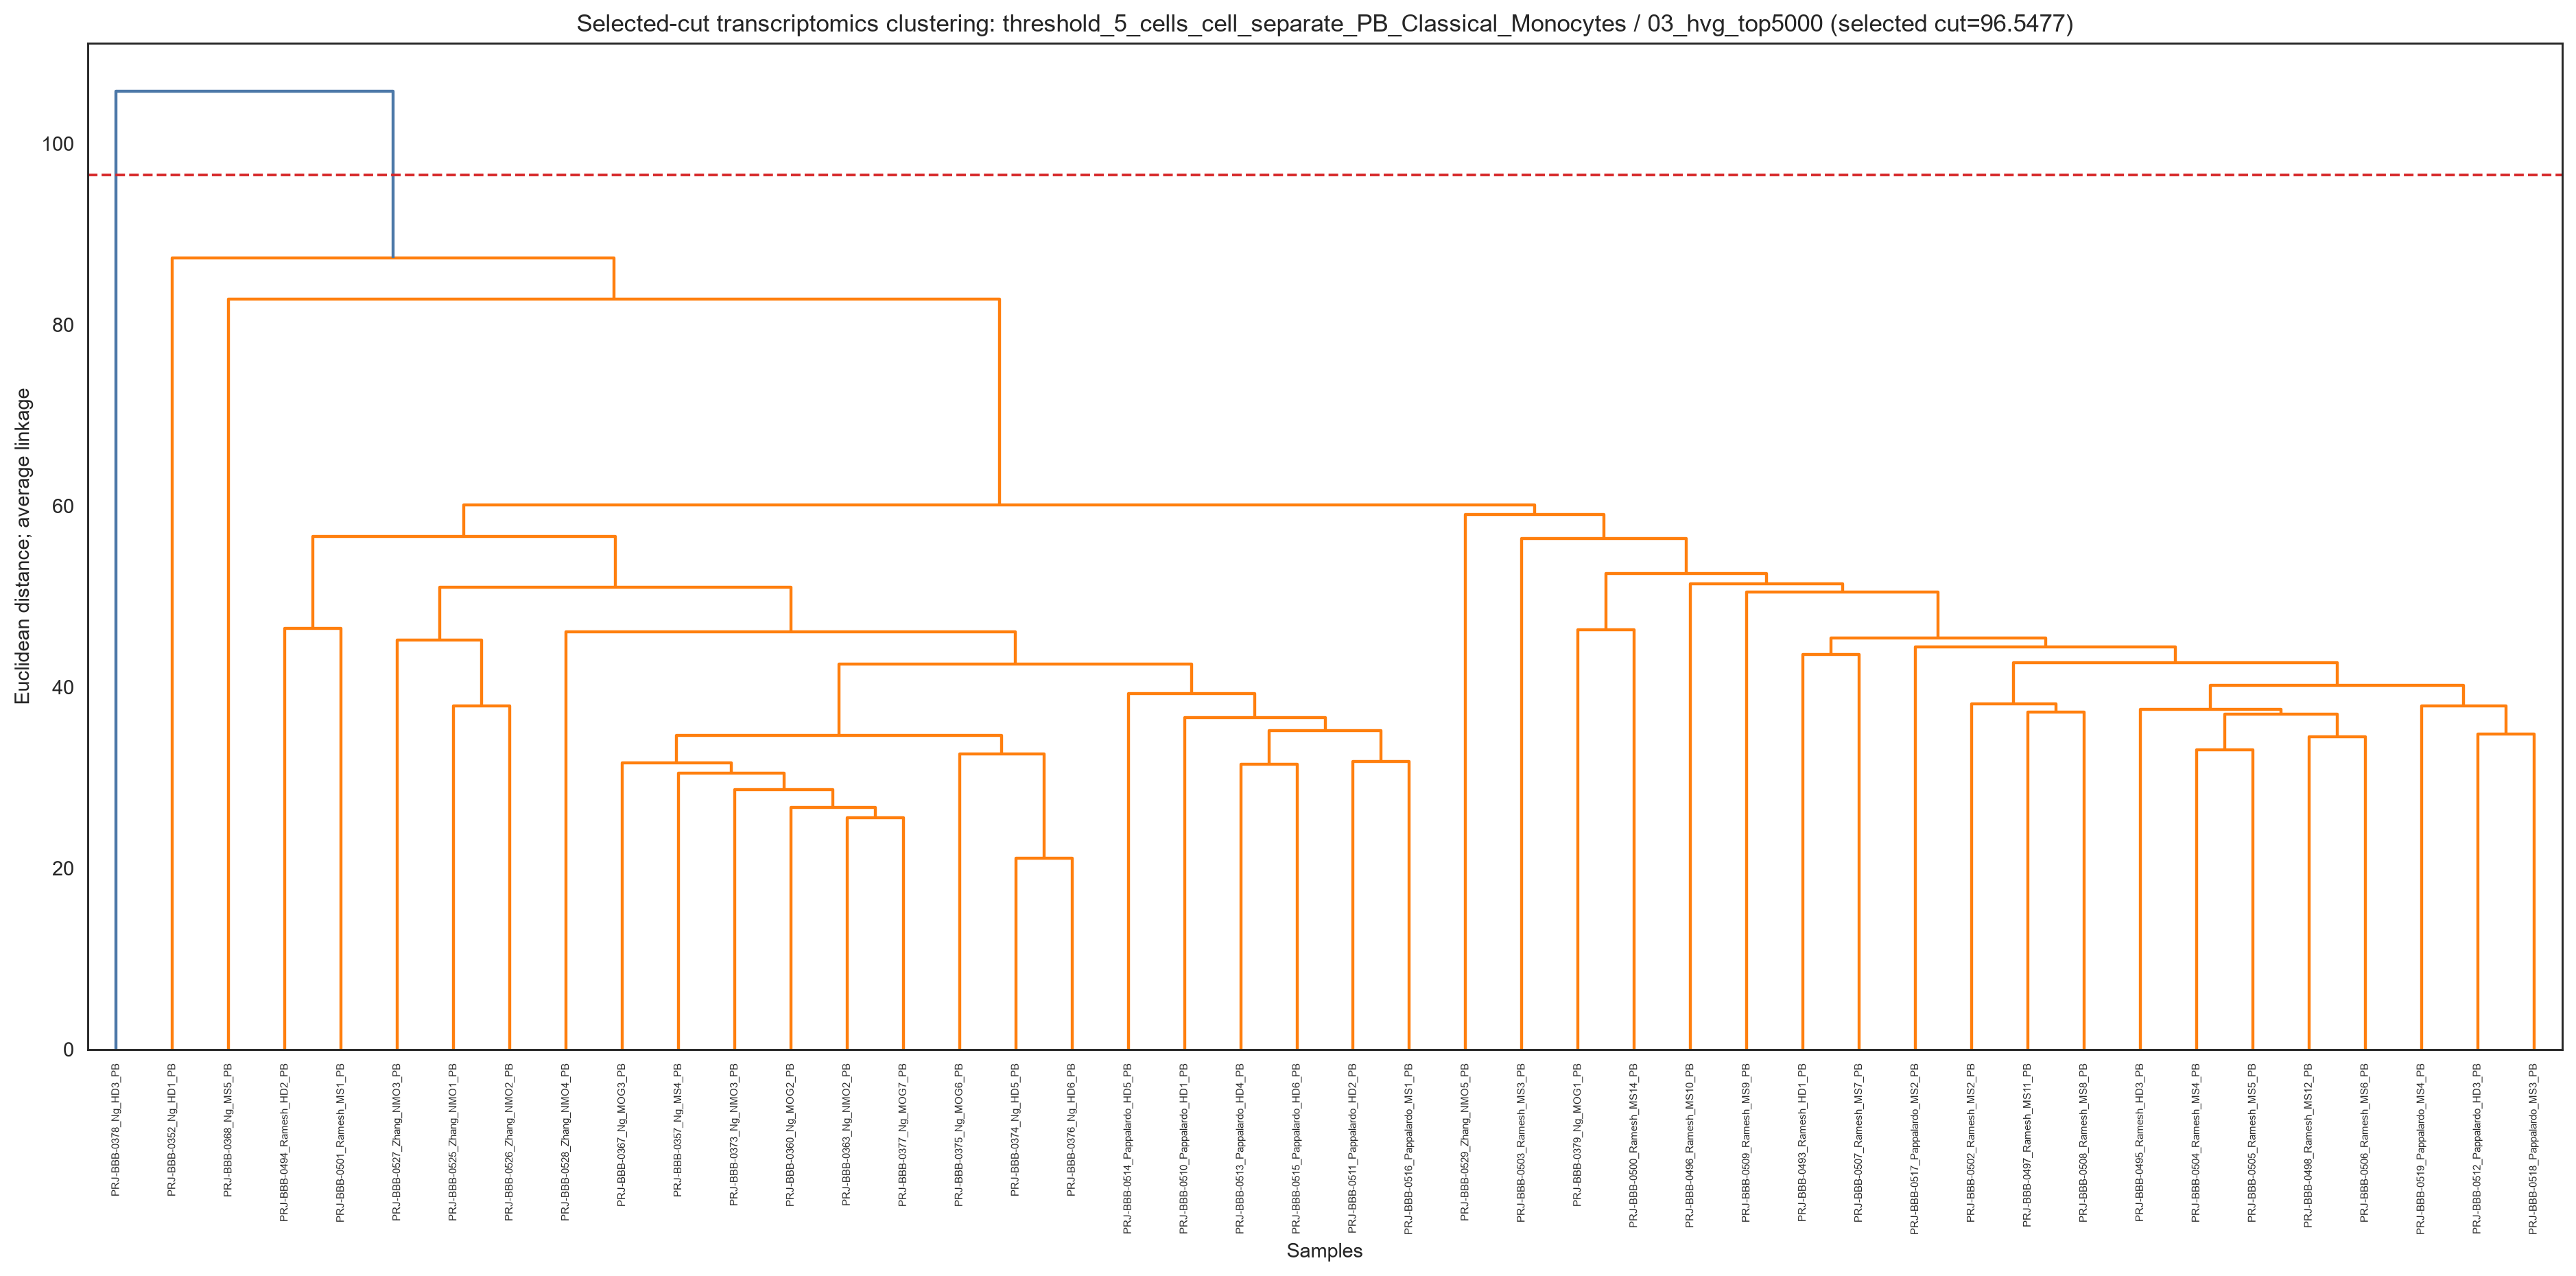 Selected-cut transcriptomics clustering: threshold_5_cells_cell_separate_PB_Classical_Monocytes / 03_hvg_top5000 (selected cut=96.5477)
Euclidean distance; average linkage
100
80
60
40
20
0
PRJ-BBB-0378_Ng_HD3_PB
PRJ-BBB-0352_Ng_HD1_PB
PRJ-BBB-0368_Ng_MS5_PB
PRJ-BBB-0494_Ramesh_HD2_PB
PRJ-BBB-0501_Ramesh_MS1_PB
PRJ-BBB-0527_Zhang_NMO3_PB
PRJ-BBB-0525_Zhang_NMO1_PB
PRJ-BBB-0526_Zhang_NMO2_PB
PRJ-BBB-0528_Zhang_NMO4_PB
PRJ-BBB-0367_Ng_MOG3_PB
PRJ-BBB-0357_Ng_MS4_PB
PRJ-BBB-0373_Ng_NMO3_PB
PRJ-BBB-0360_Ng_MOG2_PB
PRJ-BBB-0363_Ng_NMO2_PB
PRJ-BBB-0377_Ng_MOG7_PB
PRJ-BBB-0375_Ng_MOG6_PB
PRJ-BBB-0374_Ng_HD5_PB
PRJ-BBB-0376_Ng_HD6_PB
PRJ-BBB-0514_Pappalardo_HD5_PB
PRJ-BBB-0510_Pappalardo_HD1_PB
PRJ-BBB-0513_Pappalardo_HD4_PB
PRJ-BBB-0515_Pappalardo_HD6_PB
PRJ-BBB-0511_Pappalardo_HD2_PB
PRJ-BBB-0516_Pappalardo_MS1_PB
PRJ-BBB-0529_Zhang_NMO5_PB
PRJ-BBB-0503_Ramesh_MS3_PB
PRJ-BBB-0379_Ng_MOG1_PB
PRJ-BBB-0500_Ramesh_MS14_PB
PRJ-BBB-0496_Ramesh_MS10_PB
PRJ-BBB-0509_Ramesh_MS9_PB
PRJ-BBB-0493_Ramesh_HD1_PB
PRJ-BBB-0507_Ramesh_MS7_PB
PRJ-BBB-0517_Pappalardo_MS2_PB
PRJ-BBB-0502_Ramesh_MS2_PB
PRJ-BBB-0497_Ramesh_MS11_PB
PRJ-BBB-0508_Ramesh_MS8_PB
PRJ-BBB-0495_Ramesh_HD3_PB
PRJ-BBB-0504_Ramesh_MS4_PB
PRJ-BBB-0505_Ramesh_MS5_PB
PRJ-BBB-0498_Ramesh_MS12_PB
PRJ-BBB-0506_Ramesh_MS6_PB
PRJ-BBB-0519_Pappalardo_MS4_PB
PRJ-BBB-0512_Pappalardo_HD3_PB
PRJ-BBB-0518_Pappalardo_MS3_PB
Samples